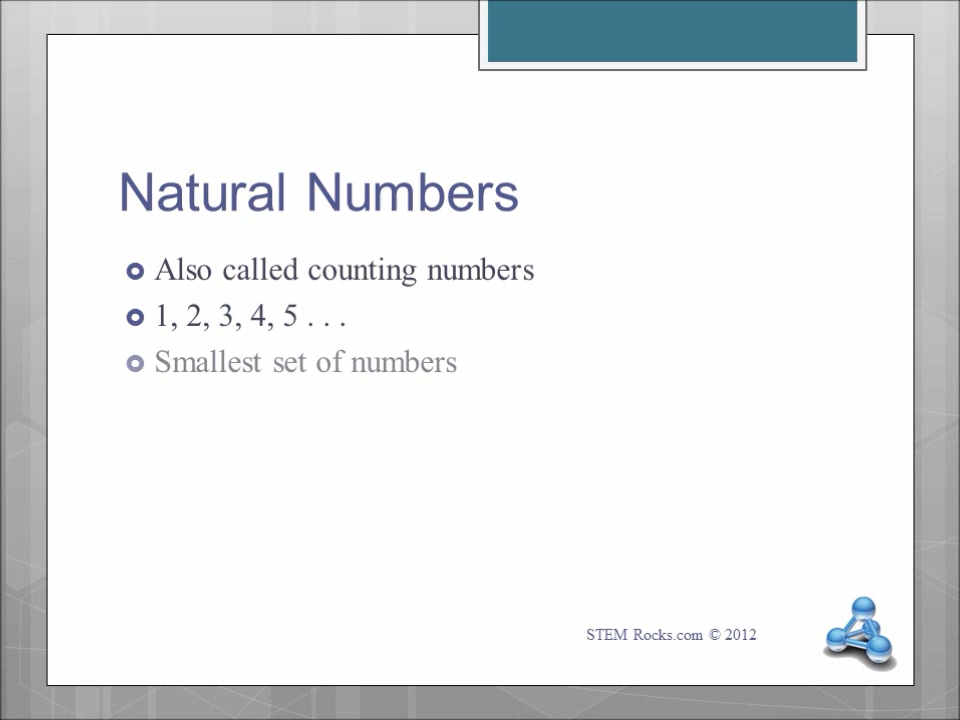 Natural Numbers
Also called counting numbers
1, 2, 3, 4, 5 . . .
Smallest set of numbers
STEM Rocks.com © 2012